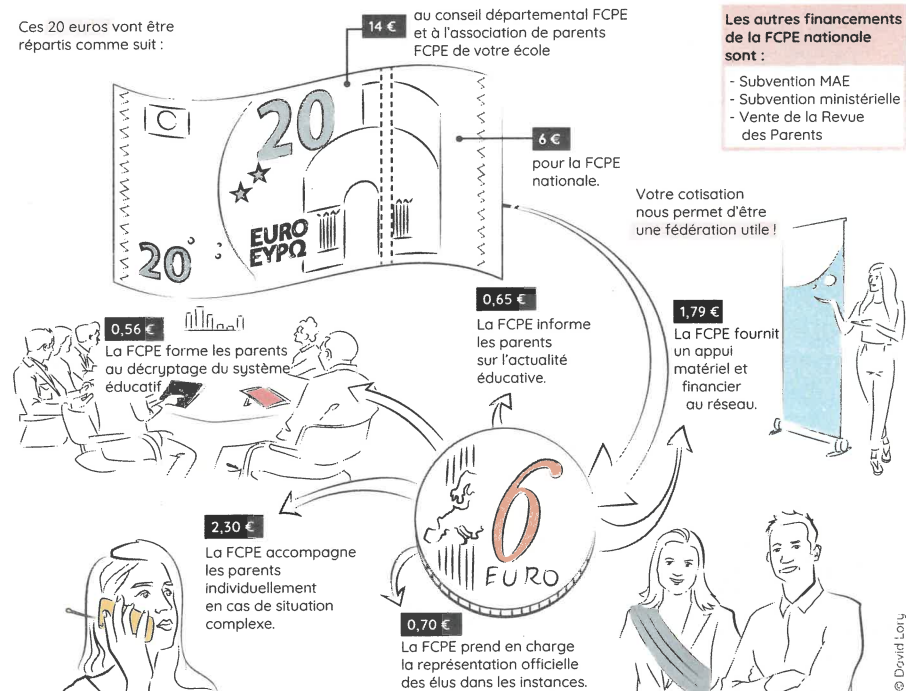 Ces 20 euros vont être
répartis comme suit :
14 €
au conseil départemental FCPE
et à l'association de parents
FCPE de votre école
Les autres financements
de la FCPE nationale
sont :
- Subvention MAE
- Subvention ministérielle
- Vente de la Revue
des Parents
20
EURO
ΕΥΡΩ
20
6 €
pour la FCPE
nationale.
Votre cotisation
nous permet d'être
une fédération utile !
0,56 €
La FCPE forme les parents
au décryptage du système
éducatif
0,65 €
La FCPE informe
les parents
sur l'actualité
éducative.
1,79 €
La FCPE fournit
un appui
matériel et
financier
au réseau.
6
EURO
2,30 €
La FCPE accompagne
les parents
individuellement
en cas de situation
complexe.
0,70 €
La FCPE prend en charge
la représentation officielle
des élus dans les instances.
© David Lory